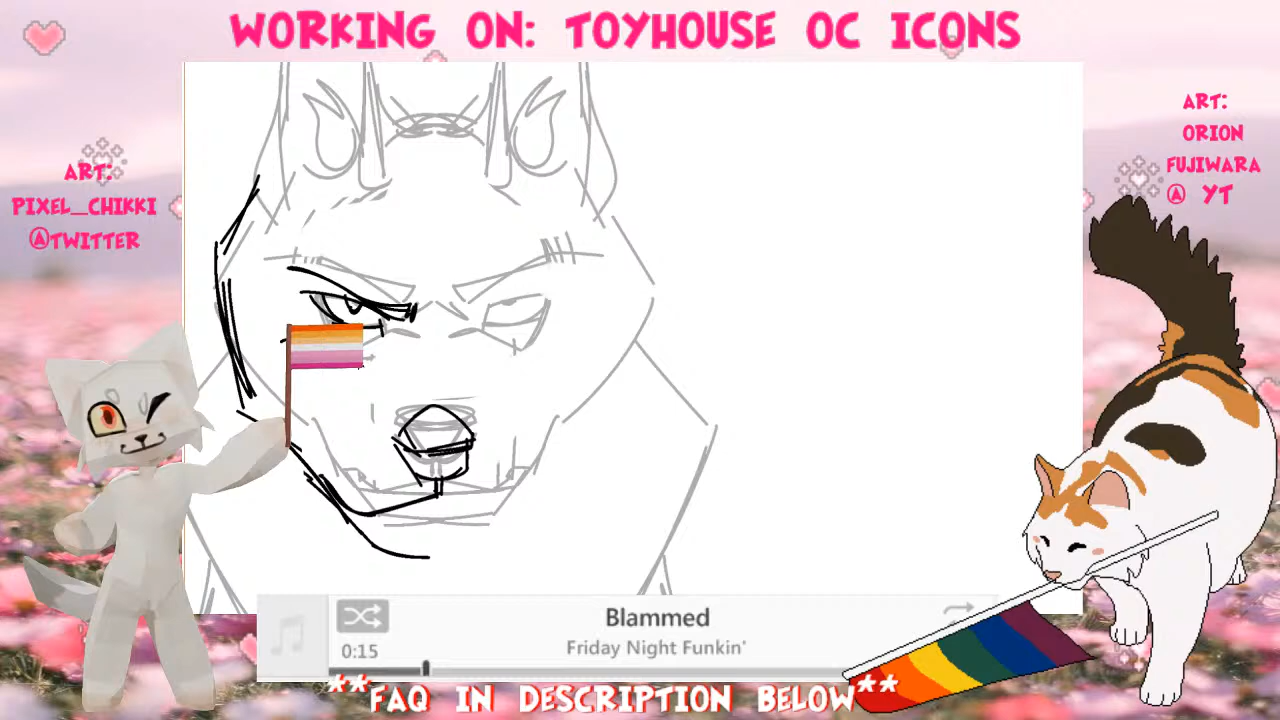 WORKING ON: TOYHOUSE OC ICONS
ART:
PIXEL_CHIKKI
@TWITTER
ART:
ORION
FUJIWARA
@ YT
Blammed
0:15
Friday Night Funkin'
**FAQ IN DESCRIPTION BELOW**